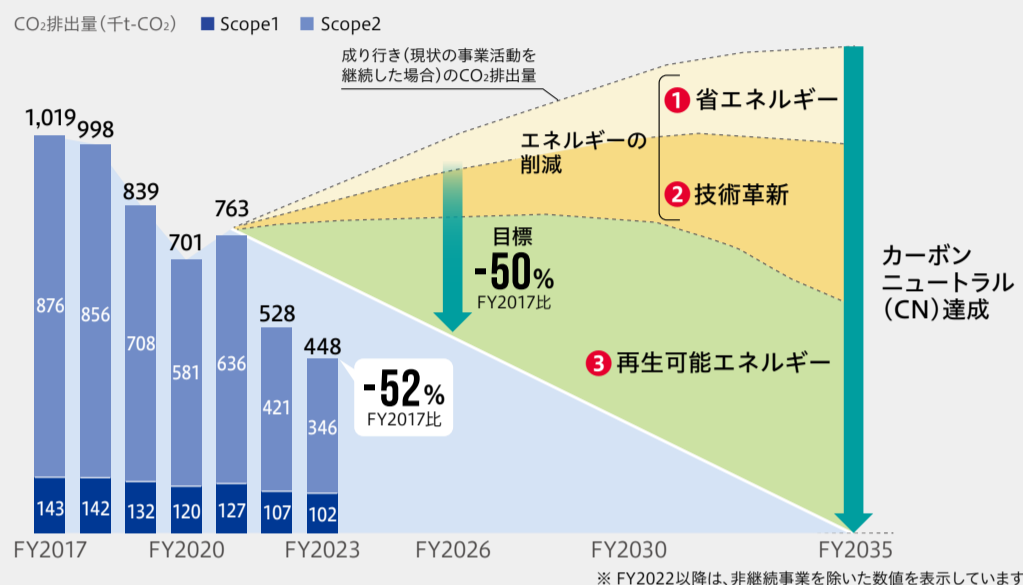 CO₂排出量（千t-CO₂） Scope1 Scope2
成り行き（現状の事業活動を
継続した場合）のCO₂排出量
1,019
998
839
701
763
528
448
876
856
708
581
636
421
346
143
142
132
120
127
107
102
エネルギーの
削減
❶ 省エネルギー
❷ 技術革新
❸ 再生可能エネルギー
目標
-50%
FY2017比
-52%
FY2017比
カーボン
ニュートラル
（CN）達成
FY2017 FY2020 FY2023 FY2026 FY2030 FY2035
※ FY2022以降は、非継続事業を除いた数値を表示しています